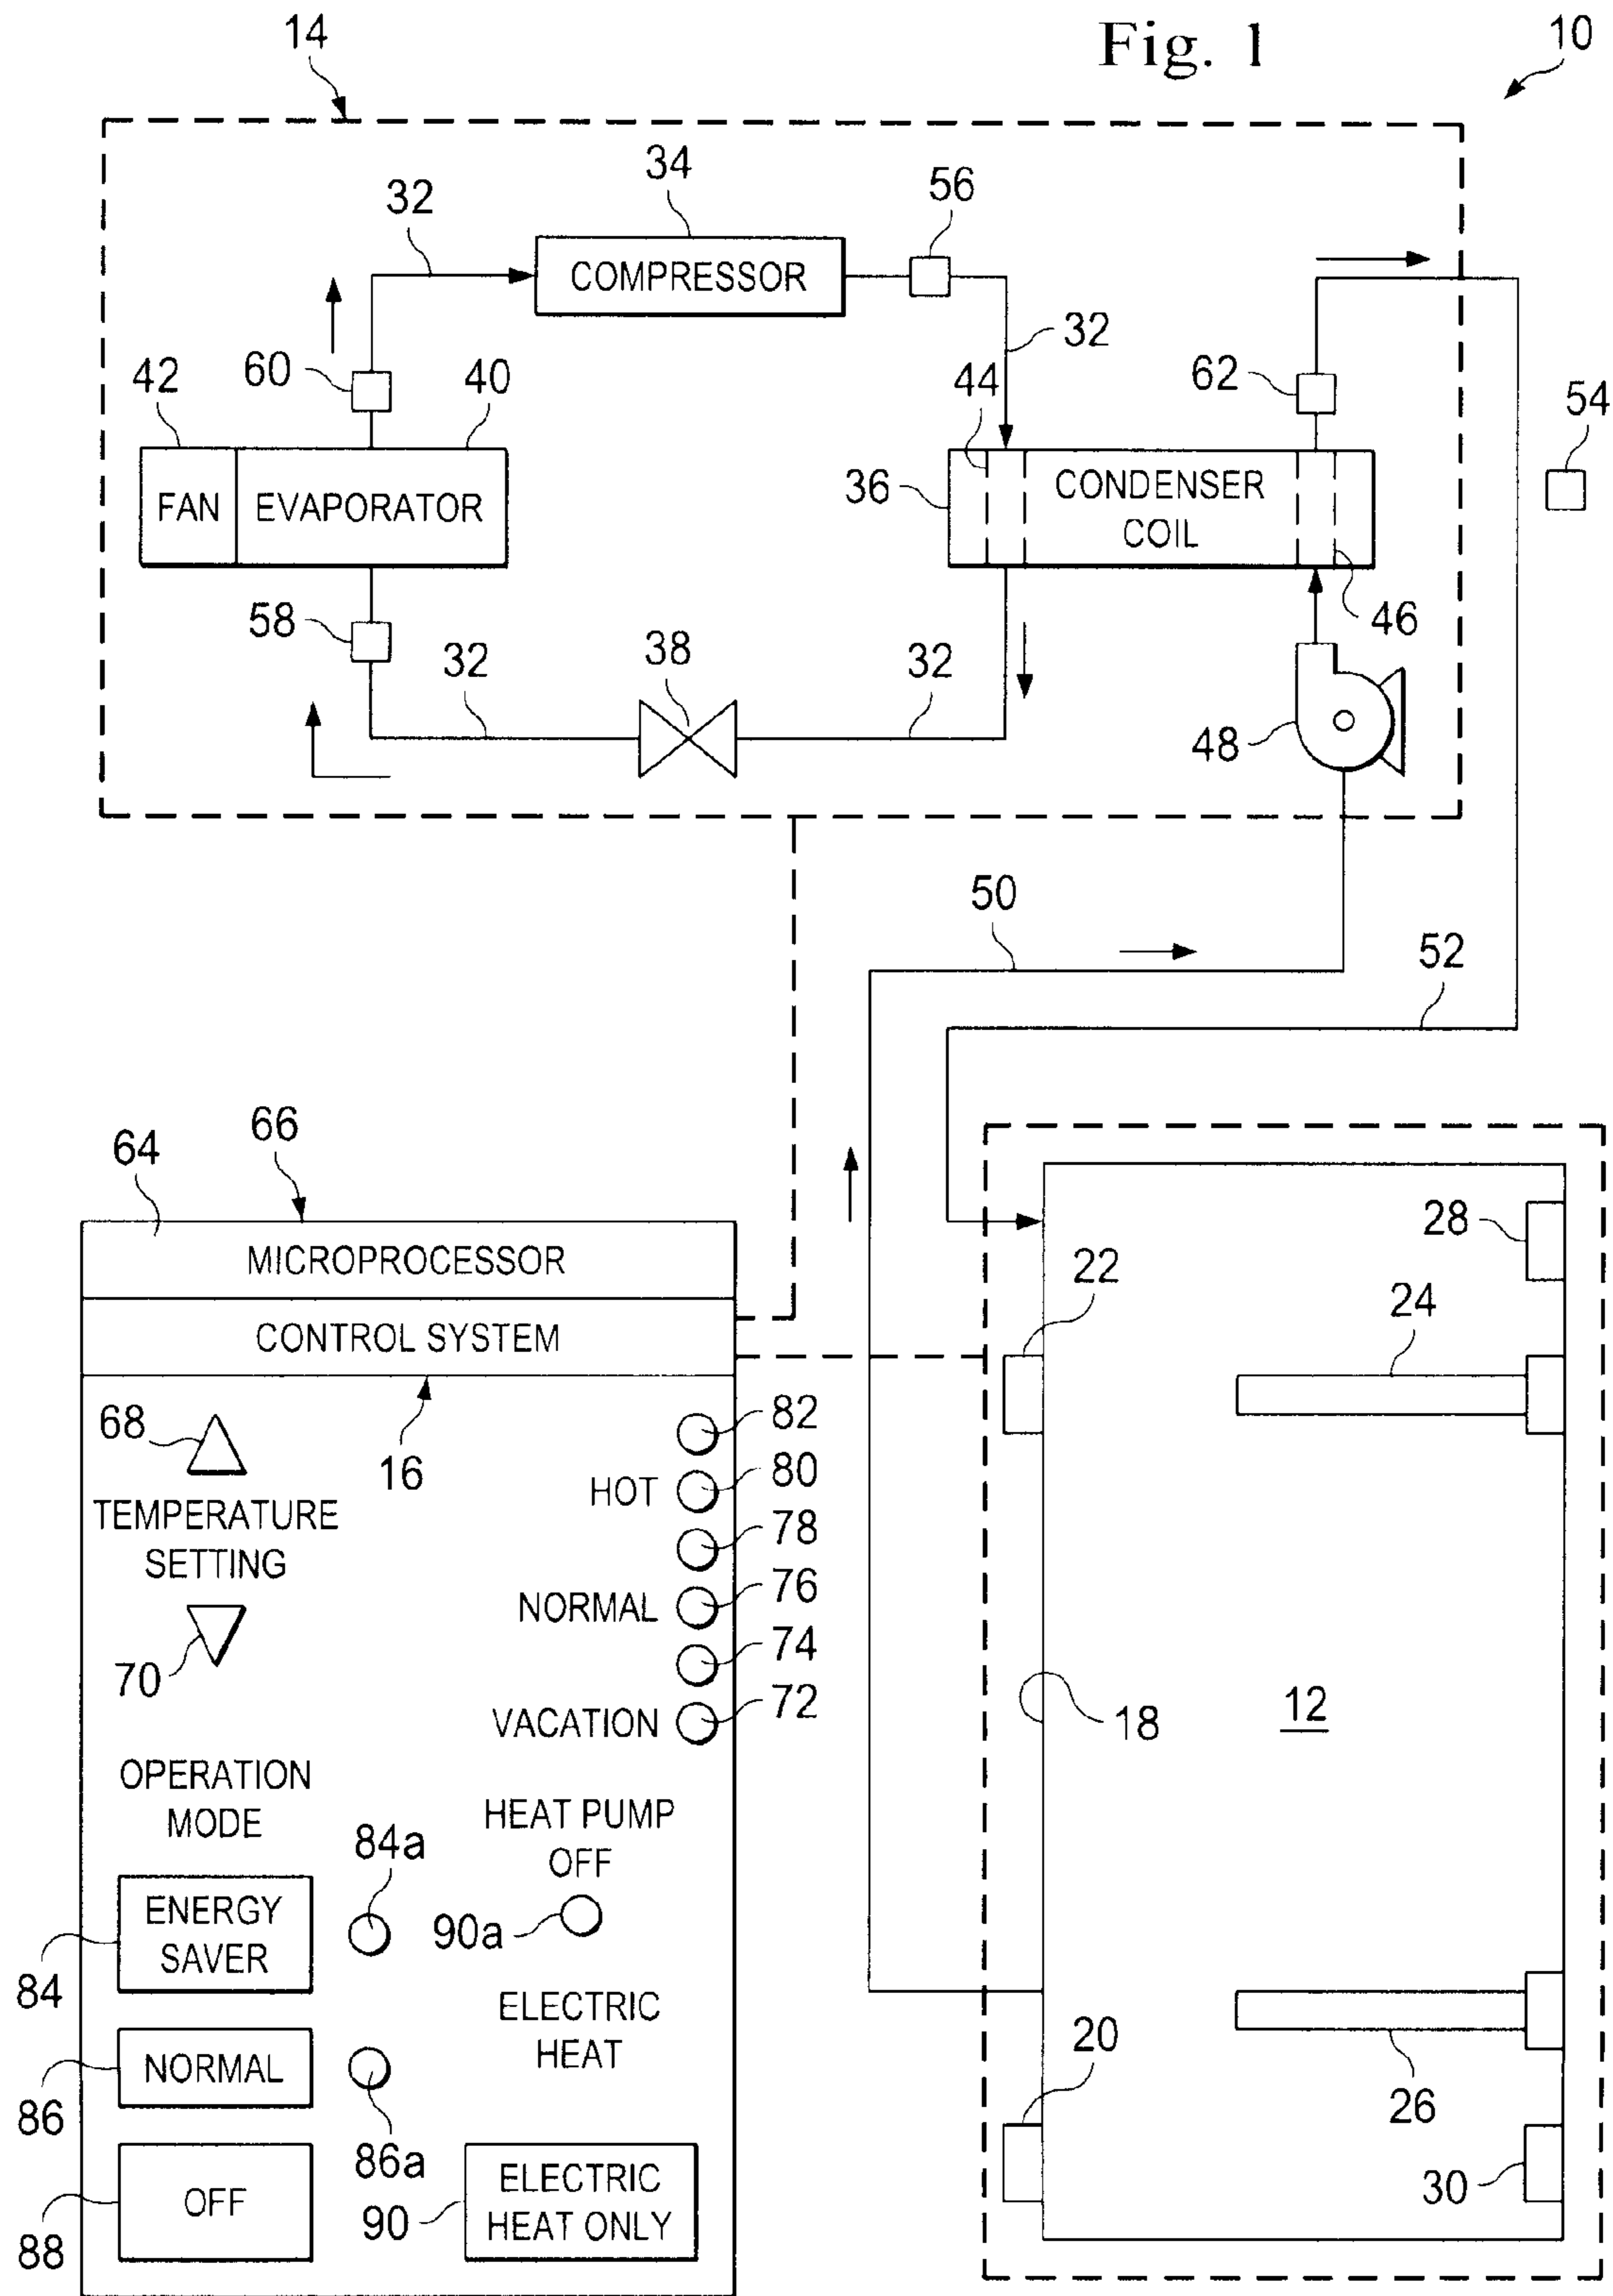 Fig. 1
10
14
34
56
32
COMPRESSOR
32
42
60
40
44
62
54
FAN
EVAPORATOR
36
CONDENSER
COIL
58
46
32
38
32
48
50
52
64
66
MICROPROCESSOR
CONTROL SYSTEM
28
22
24
68
16
82
HOT
80
TEMPERATURE
SETTING
78
NORMAL
76
70
74
VACATION
72
18
12
OPERATION
MODE
84a
HEAT PUMP
OFF
90a
ENERGY
SAVER
84
ELECTRIC
HEAT
NORMAL
86
86a
20
26
OFF
88
90
ELECTRIC
HEAT ONLY
30